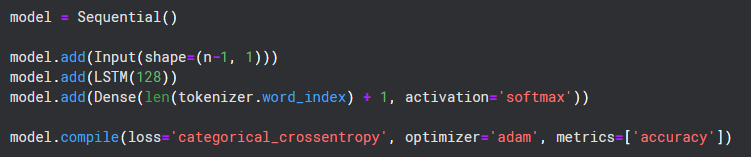 model = Sequential()
model.add(Input(shape=(n-1, 1)))
model.add(LSTM(128))
model.add(Dense(len(tokenizer.word_index) + 1, activation='softmax'))
model.compile(loss='categorical_crossentropy', optimizer='adam', metrics=['accuracy'])